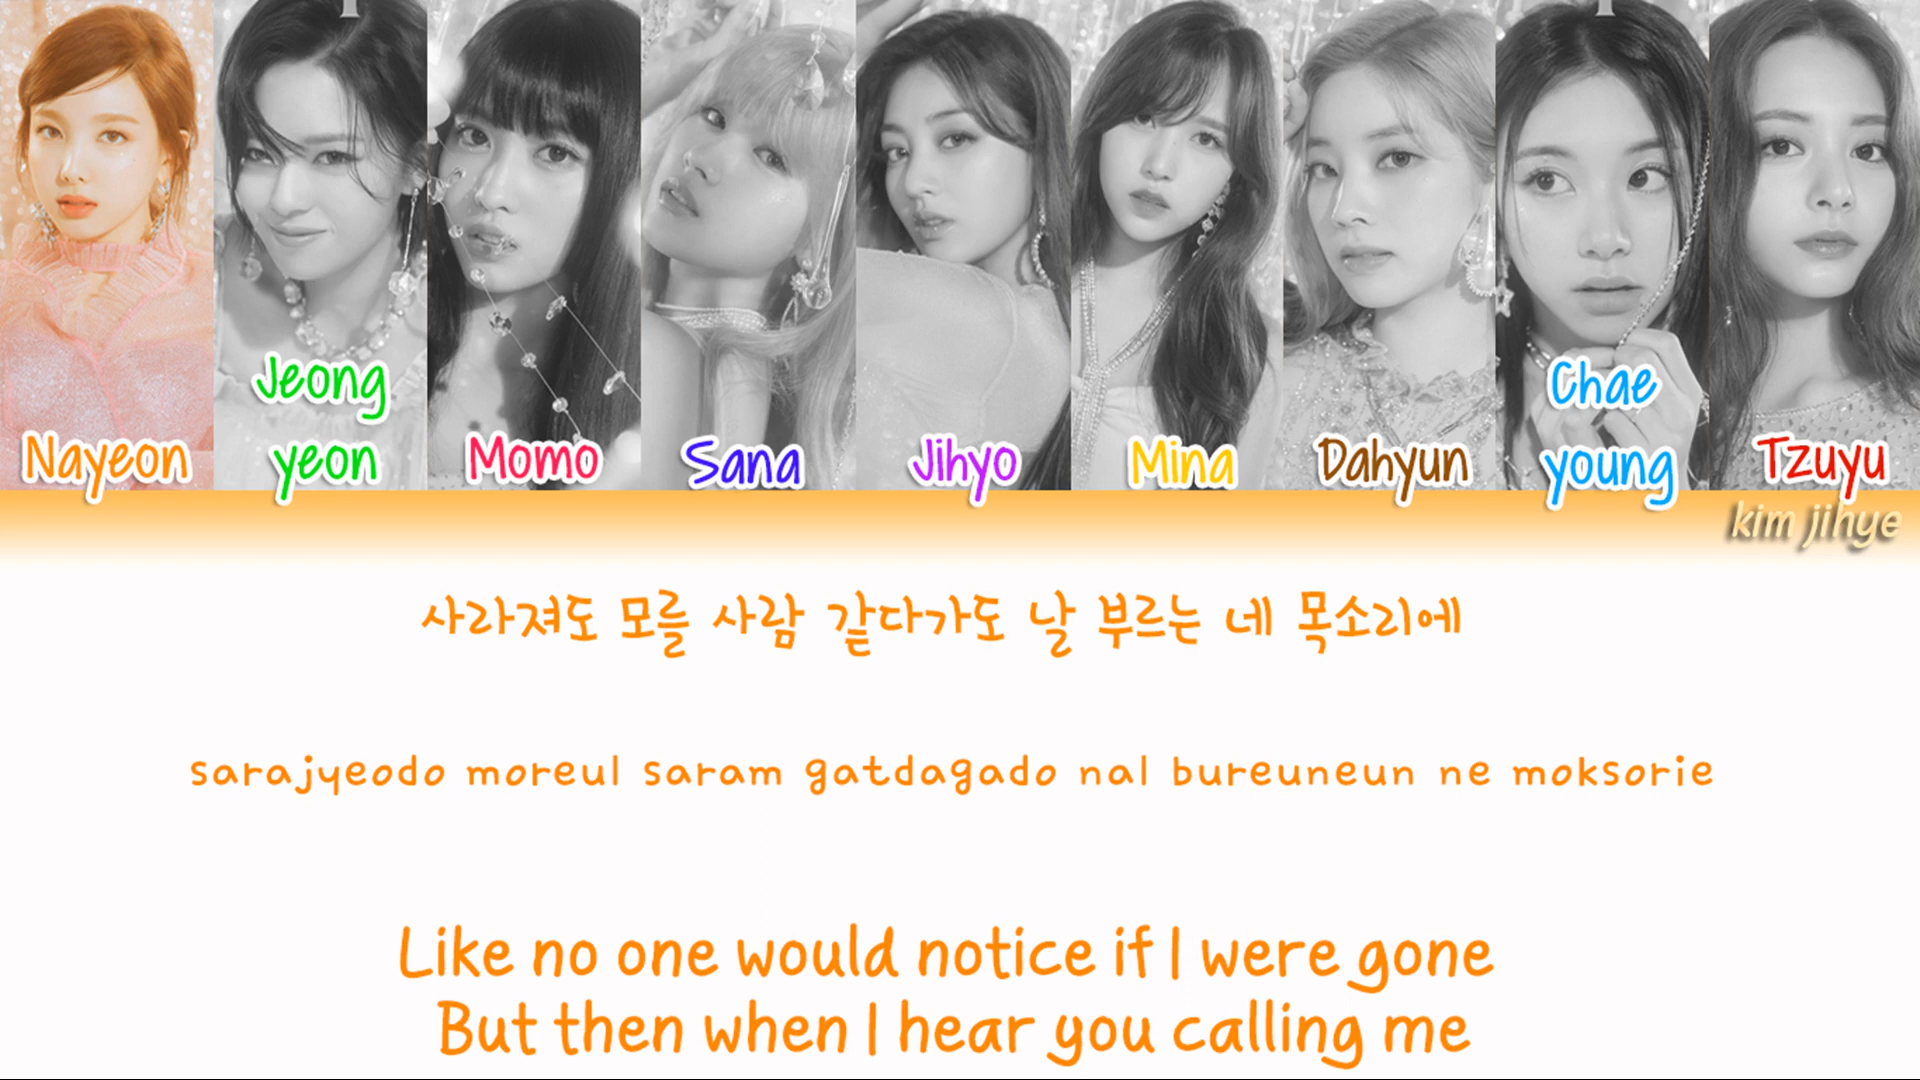 Nayeon
Jeong
yeon
Momo
Sana
Jihyo
Mina
Dahyun
Chae
young
Tzuyu
kim jihye
사라져도 모를 사람 같다가도 날 부르는 네 목소리에
sarajyeodo moreul saram gatdagado nal bureuneun ne moksorie
Like no one would notice if I were gone
But then when I hear you calling me